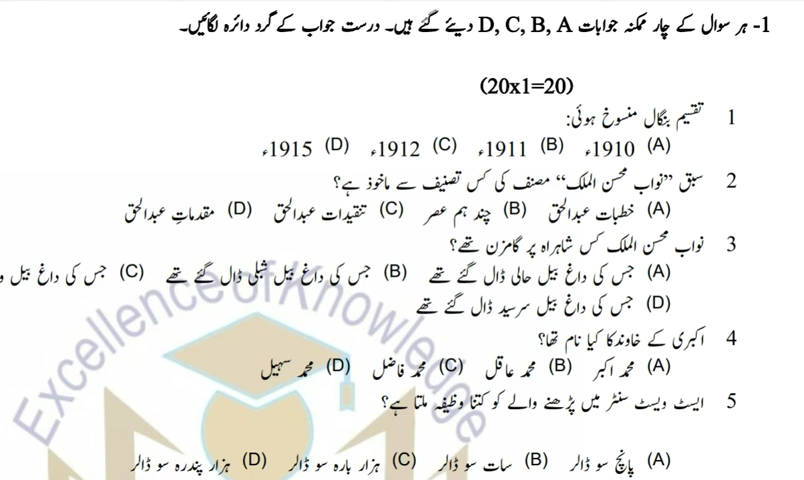 1- ہر سوال کے چار ممکنہ جوابات D, C, B, A دیئے گئے ہیں۔ درست جواب کے گرد دائرہ لگائیں۔
(20x1=20)
1 تقسیم بنگال منسوخ ہوئی:
(A) 1910ء (B) 1911ء (C) 1912ء (D) 1915ء
2 سبق ”نواب محسن الملک“ مصنف کی کس تصنیف سے ماخوذ ہے؟
(A) خطبات عبدالحق (B) چند ہم عصر (C) تنقیدات عبدالحق (D) مقدماتِ عبدالحق
3 نواب محسن الملک کس شاہراہ پر گامزن تھے؟
(A) جس کی داغ بیل حالی ڈال گئے تھے (B) جس کی داغ بیل شبلی ڈال گئے تھے (C) جس کی داغ بیل و
(D) جس کی داغ بیل سرسید ڈال گئے تھے
4 اکبری کے خاوندکا کیا نام تھا؟
(A) محمد اکبر (B) محمد عاقل (C) محمد فاضل (D) محمد سہیل
5 ایسٹ ویسٹ سنٹر میں پڑھنے والے کو کتنا وظیفہ ملتا ہے؟
(A) پانچ سو ڈالر (B) سات سو ڈالر (C) ہزار بارہ سو ڈالر (D) ہزار پندرہ سو ڈالر
Excellence of Knowledge